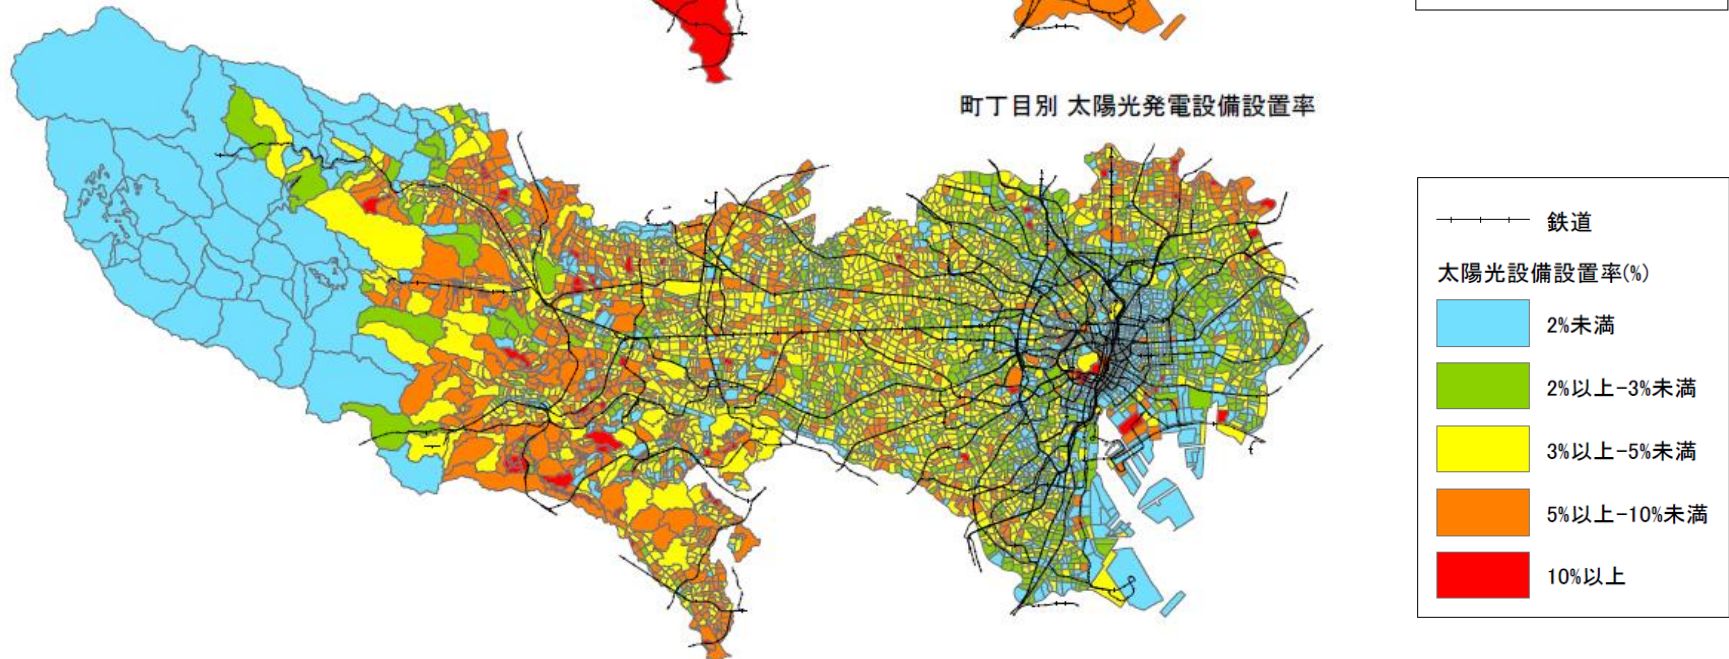 町丁目別 太陽光発電設備設置率
鉄道
太陽光設備設置率(%)
2%未満
2%以上-3%未満
3%以上-5%未満
5%以上-10%未満
10%以上